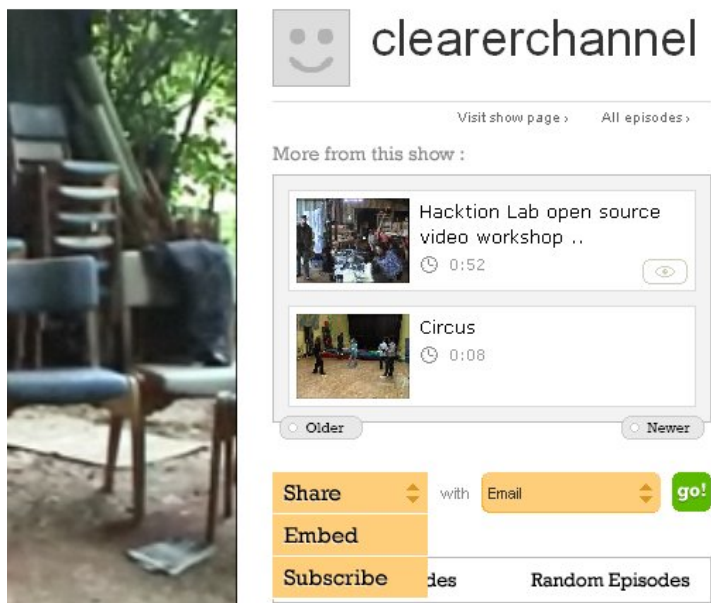 clearerchannel
Visit show page › All episodes ›
More from this show :
Hacktion Lab open source
video workshop ..
0:52
Circus
0:08
Older Newer
Share with Email go!
Embed
Subscribe des Random Episodes